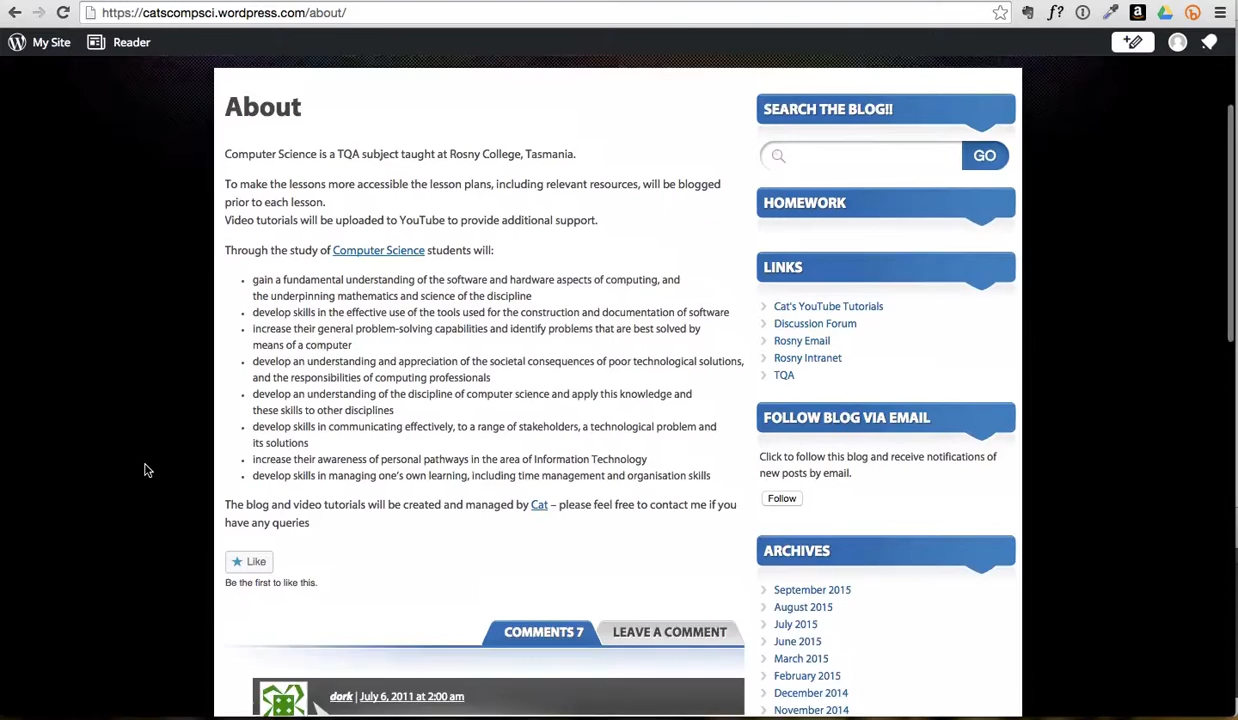 https://catscompsci.wordpress.com/about/
My Site
Reader
About
Computer Science is a TQA subject taught at Rosny College, Tasmania.
To make the lessons more accessible the lesson plans, including relevant resources, will be blogged
prior to each lesson.
Video tutorials will be uploaded to YouTube to provide additional support.
Through the study of Computer Science students will:
gain a fundamental understanding of the software and hardware aspects of computing, and
the underpinning mathematics and science of the discipline
develop skills in the effective use of the tools used for the construction and documentation of software
increase their general problem-solving capabilities and identify problems that are best solved by
means of a computer
develop an understanding and appreciation of the societal consequences of poor technological solutions,
and the responsibilities of computing professionals
develop an understanding of the discipline of computer science and apply this knowledge and
these skills to other disciplines
develop skills in communicating effectively, to a range of stakeholders, a technological problem and
its solutions
increase their awareness of personal pathways in the area of Information Technology
develop skills in managing one's own learning, including time management and organisation skills
The blog and video tutorials will be created and managed by Cat – please feel free to contact me if you
have any queries
Like
Be the first to like this.
COMMENTS 7
LEAVE A COMMENT
dork | July 6, 2011 at 2:00 am
SEARCH THE BLOG!!
GO
HOMEWORK
LINKS
Cat's YouTube Tutorials
Discussion Forum
Rosny Email
Rosny Intranet
TQA
FOLLOW BLOG VIA EMAIL
Click to follow this blog and receive notifications of
new posts by email.
Follow
ARCHIVES
September 2015
August 2015
July 2015
June 2015
March 2015
February 2015
December 2014
November 2014